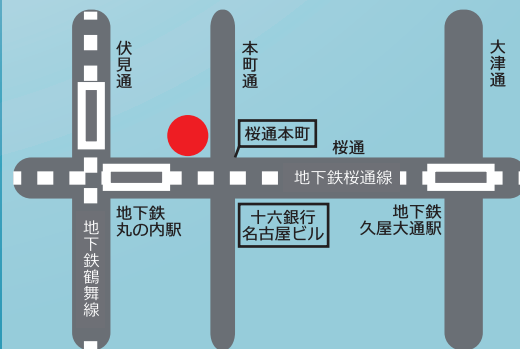 伏見通
本町通
大津通
桜通本町
桜通
地下鉄桜通線
地下鉄
丸の内駅
十六銀行
名古屋ビル
地下鉄
久屋大通駅
地下鉄鶴舞線